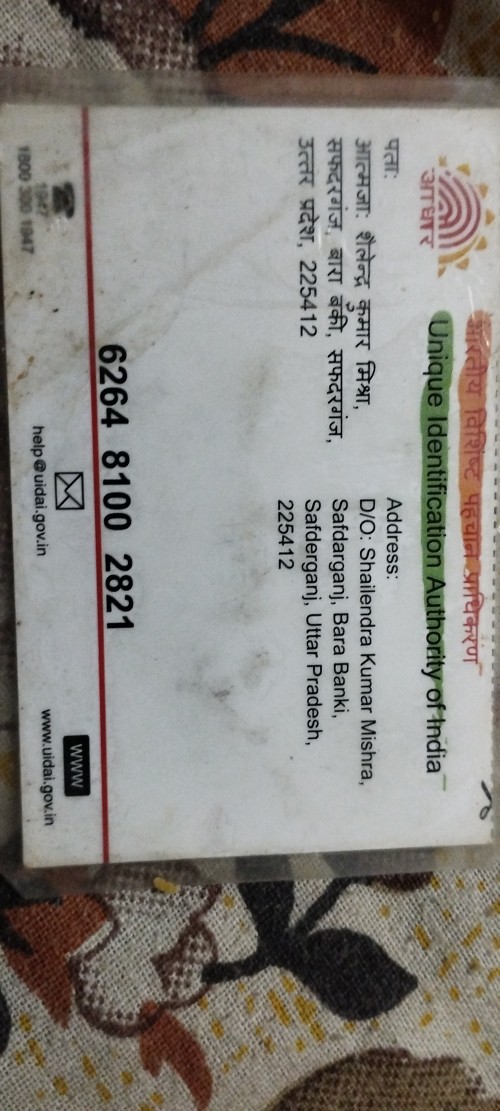 भारतीय विशिष्ट पहचान प्राधिकरण
Unique Identification Authority of India
आधार
पता:
आत्मजा: शैलेन्द्र कुमार मिश्रा,
सफदरगंज, बारा बंकी, सफदरगंज,
उत्तर प्रदेश, 225412
Address:
D/O: Shailendra Kumar Mishra,
Safdarganj, Bara Banki,
Safderganj, Uttar Pradesh,
225412
6264 8100 2821
1947
1800 300 1947
help@uidai.gov.in
www
www.uidai.gov.in